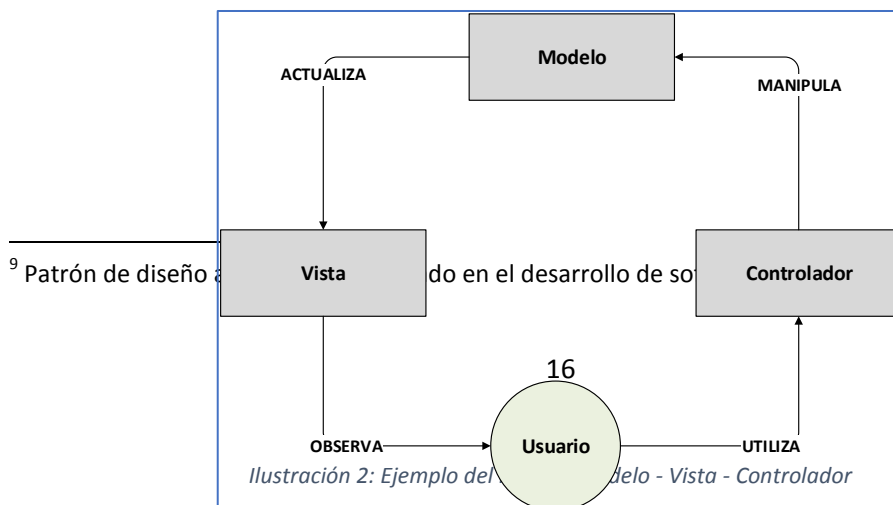 Modelo
ACTUALIZA
MANIPULA
9 Patrón de diseño
do en el desarrollo de
Vista
Controlador
16
OBSERVA
Usuario
UTILIZA
Ilustración 2: Ejemplo del
delo - Vista - Controlador